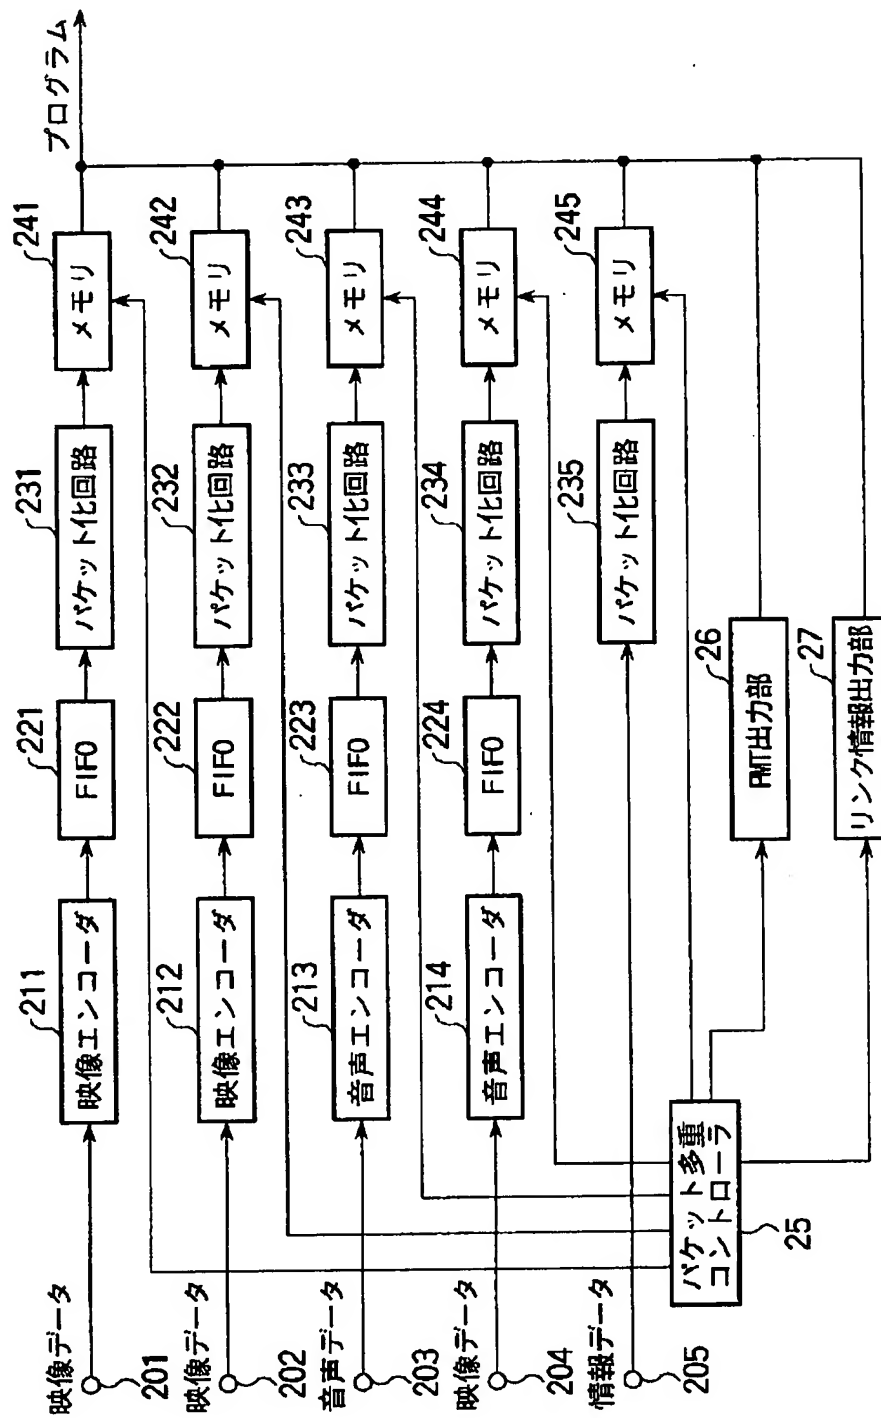 プログラム
映像データ
201
211
映像エンコーダ
221
FIFO
231
パケット化回路
241
メモリ
映像データ
202
212
映像エンコーダ
222
FIFO
232
パケット化回路
242
メモリ
音声データ
203
213
音声エンコーダ
223
FIFO
233
パケット化回路
243
メモリ
映像データ
204
214
音声エンコーダ
224
FIFO
234
パケット化回路
244
メモリ
情報データ
205
235
パケット化回路
245
メモリ
パケット多重
コントローラ
25
26
PMT出力部
27
リンク情報出力部